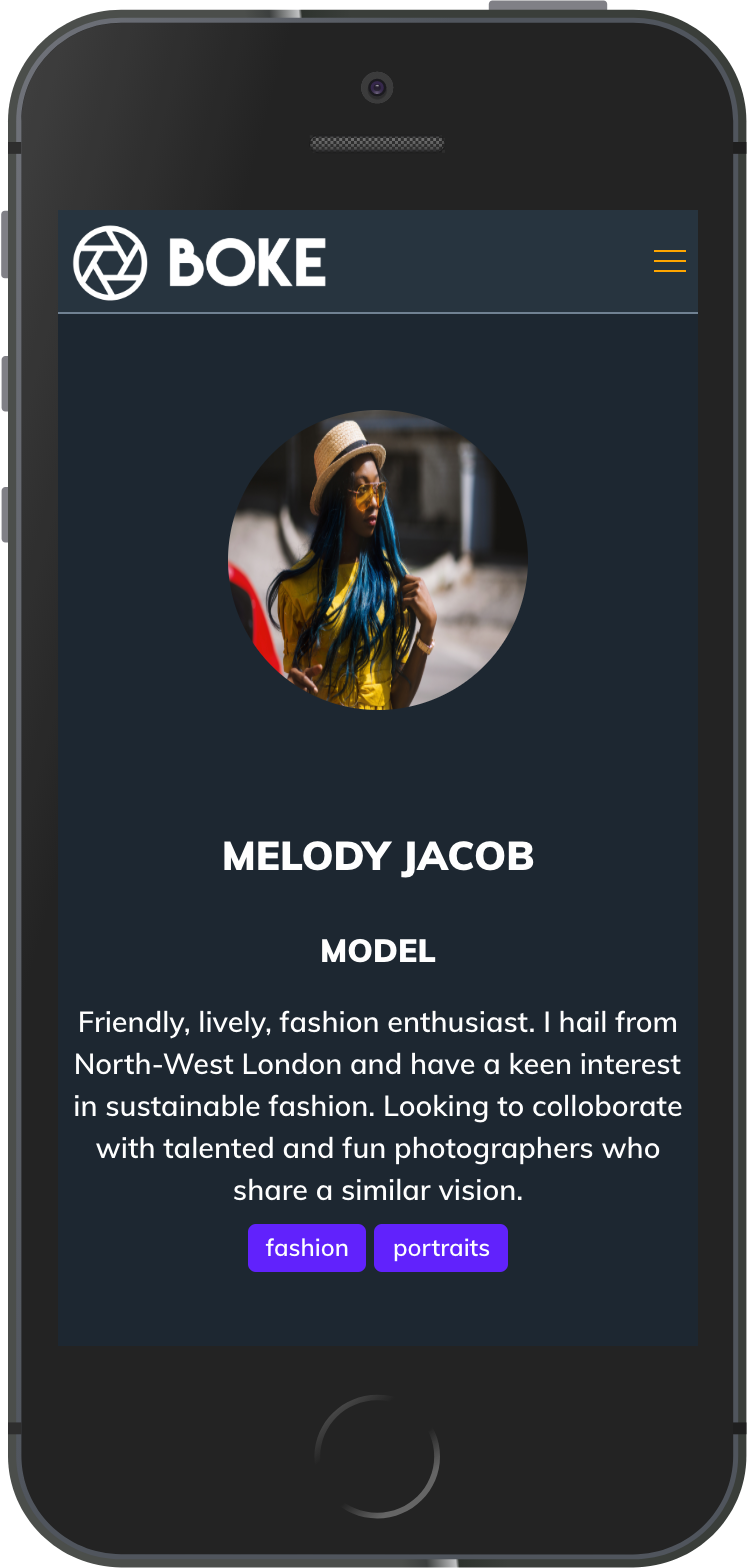 BOKE
MELODY JACOB
MODEL
Friendly, lively, fashion enthusiast. I hail from
North-West London and have a keen interest
in sustainable fashion. Looking to colloborate
with talented and fun photographers who
share a similar vision.
fashion portraits